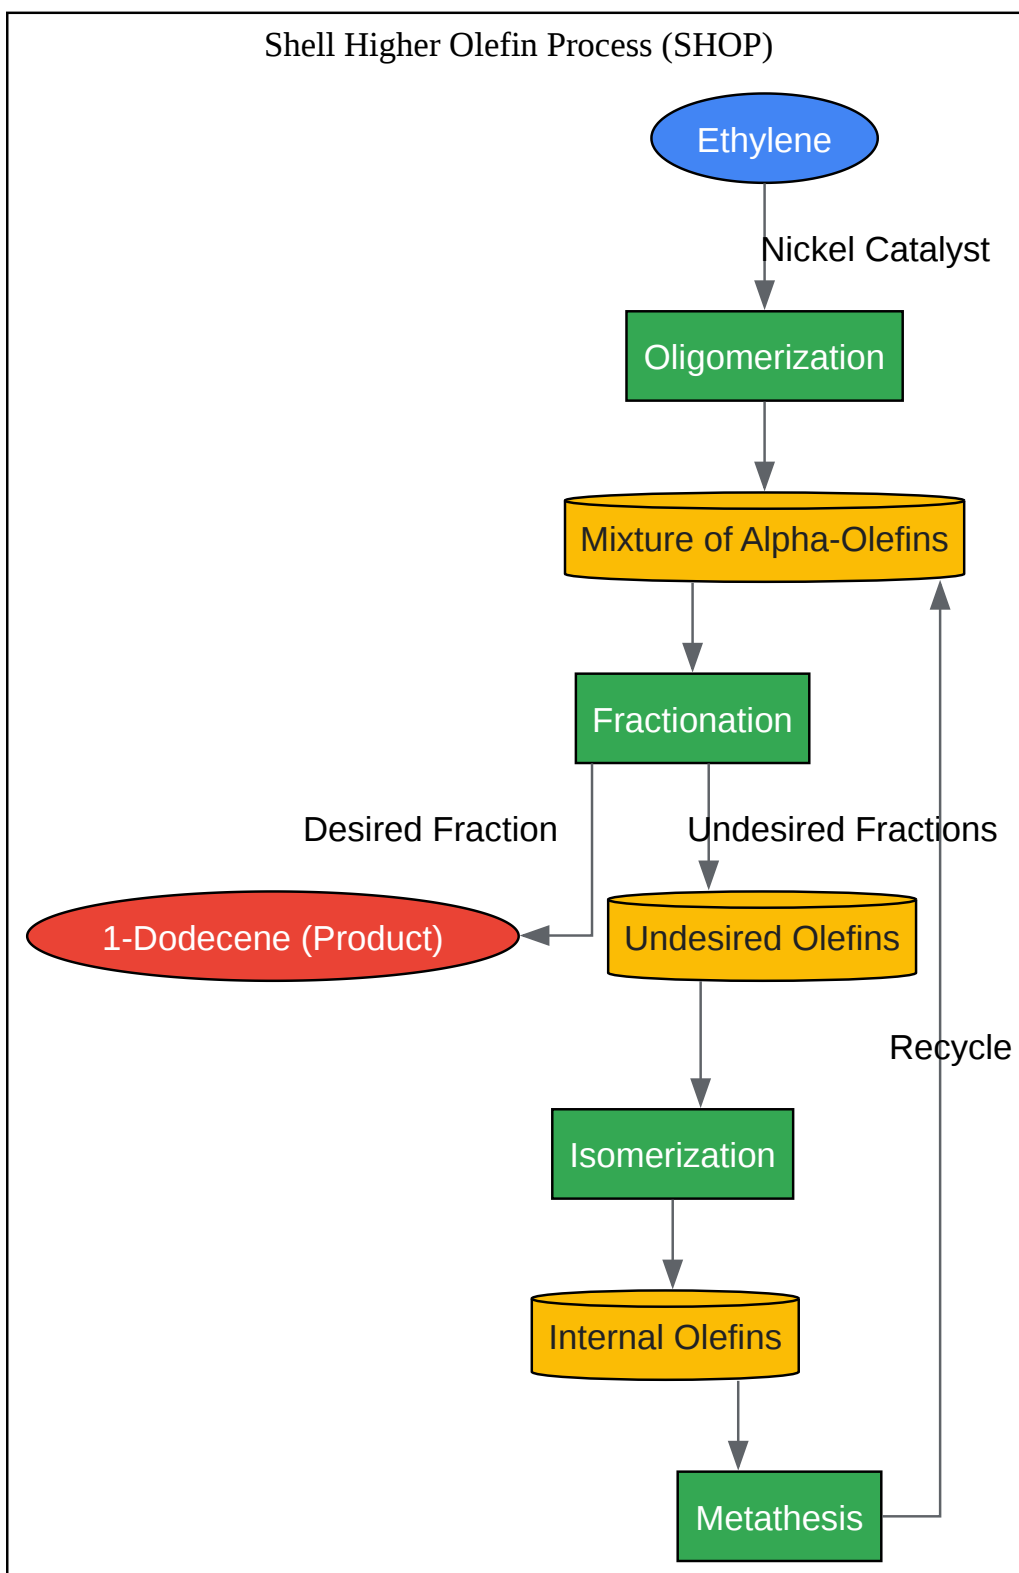 Shell Higher Olefin Process (SHOP)
Ethylene
Nickel Catalyst
Oligomerization
Mixture of Alpha-Olefins
Fractionation
Desired Fraction
Undesired Fractions
1-Dodecene (Product)
Undesired Olefins
Recycle
Isomerization
Internal Olefins
Metathesis